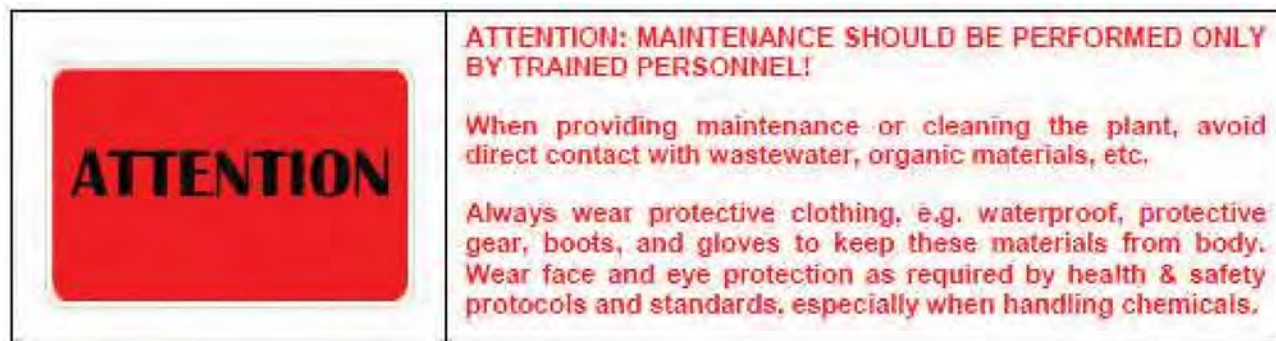 ATTENTION
ATTENTION: MAINTENANCE SHOULD BE PERFORMED ONLY
BY TRAINED PERSONNEL!
When providing maintenance or cleaning the plant, avoid
direct contact with wastewater, organic materials, etc.
Always wear protective clothing, e.g. waterproof, protective
gear, boots, and gloves to keep these materials from body.
Wear face and eye protection as required by health & safety
protocols and standards, especially when handling chemicals.